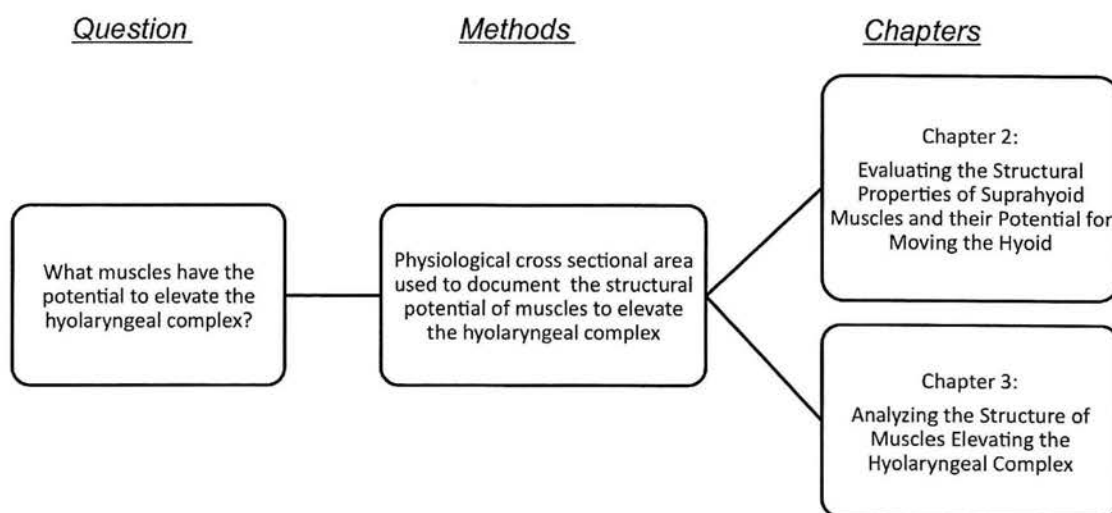 Question
Methods
Chapters
What muscles have the
potential to elevate the
hyolaryngeal complex?
Physiological cross sectional area
used to document the structural
potential of muscles to elevate
the hyolaryngeal complex
Chapter 2:
Evaluating the Structural
Properties of Suprahyoid
Muscles and their Potential for
Moving the Hyoid
Chapter 3:
Analyzing the Structure of
Muscles Elevating the
Hyolaryngeal Complex